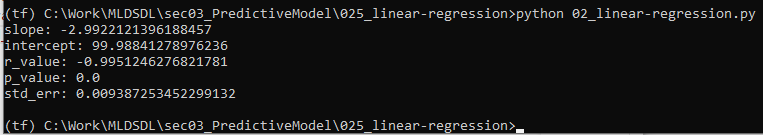 (tf) C:\Work\MLDSDL\sec03_PredictiveModel\025_linear-regression>python 02_linear-regression.py
slope: -2.9922121396188457
intercept: 99.98841278976236
r_value: -0.9951246276821781
p_value: 0.0
std_err: 0.009387253452299132
(tf) C:\Work\MLDSDL\sec03_PredictiveModel\025_linear-regression>